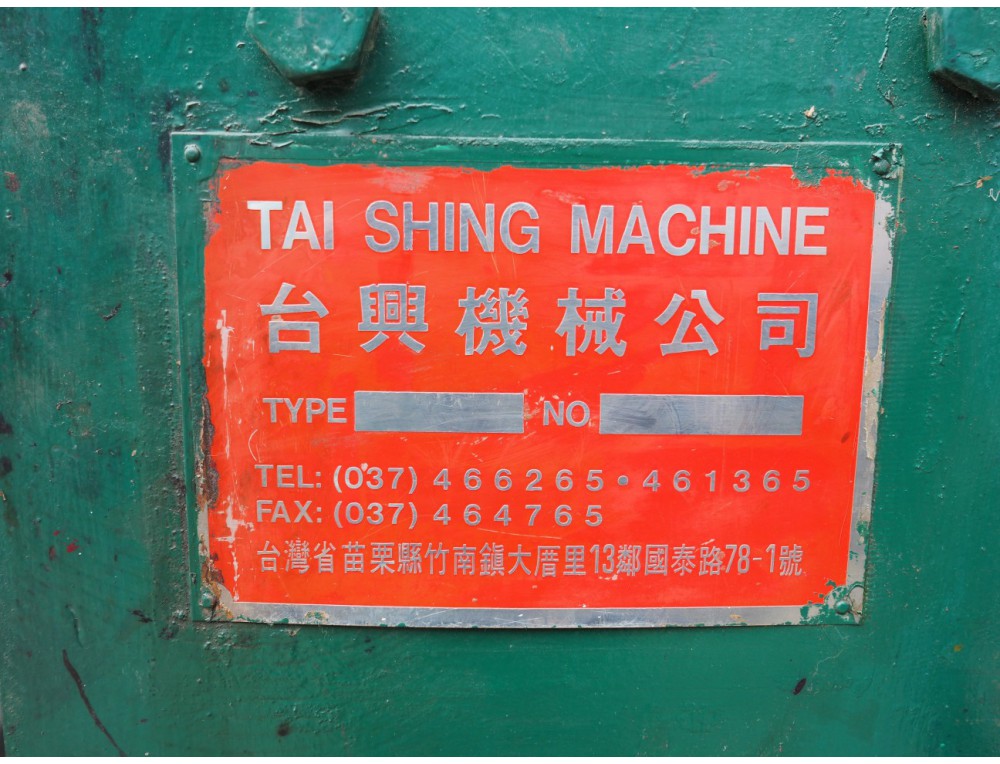 TAI SHING MACHINE
台興機械公司
TYPE NO
TEL: (037) 466265・461365
FAX: (037) 464765
台灣省苗栗縣竹南鎮大厝里13鄰國泰路78-1號